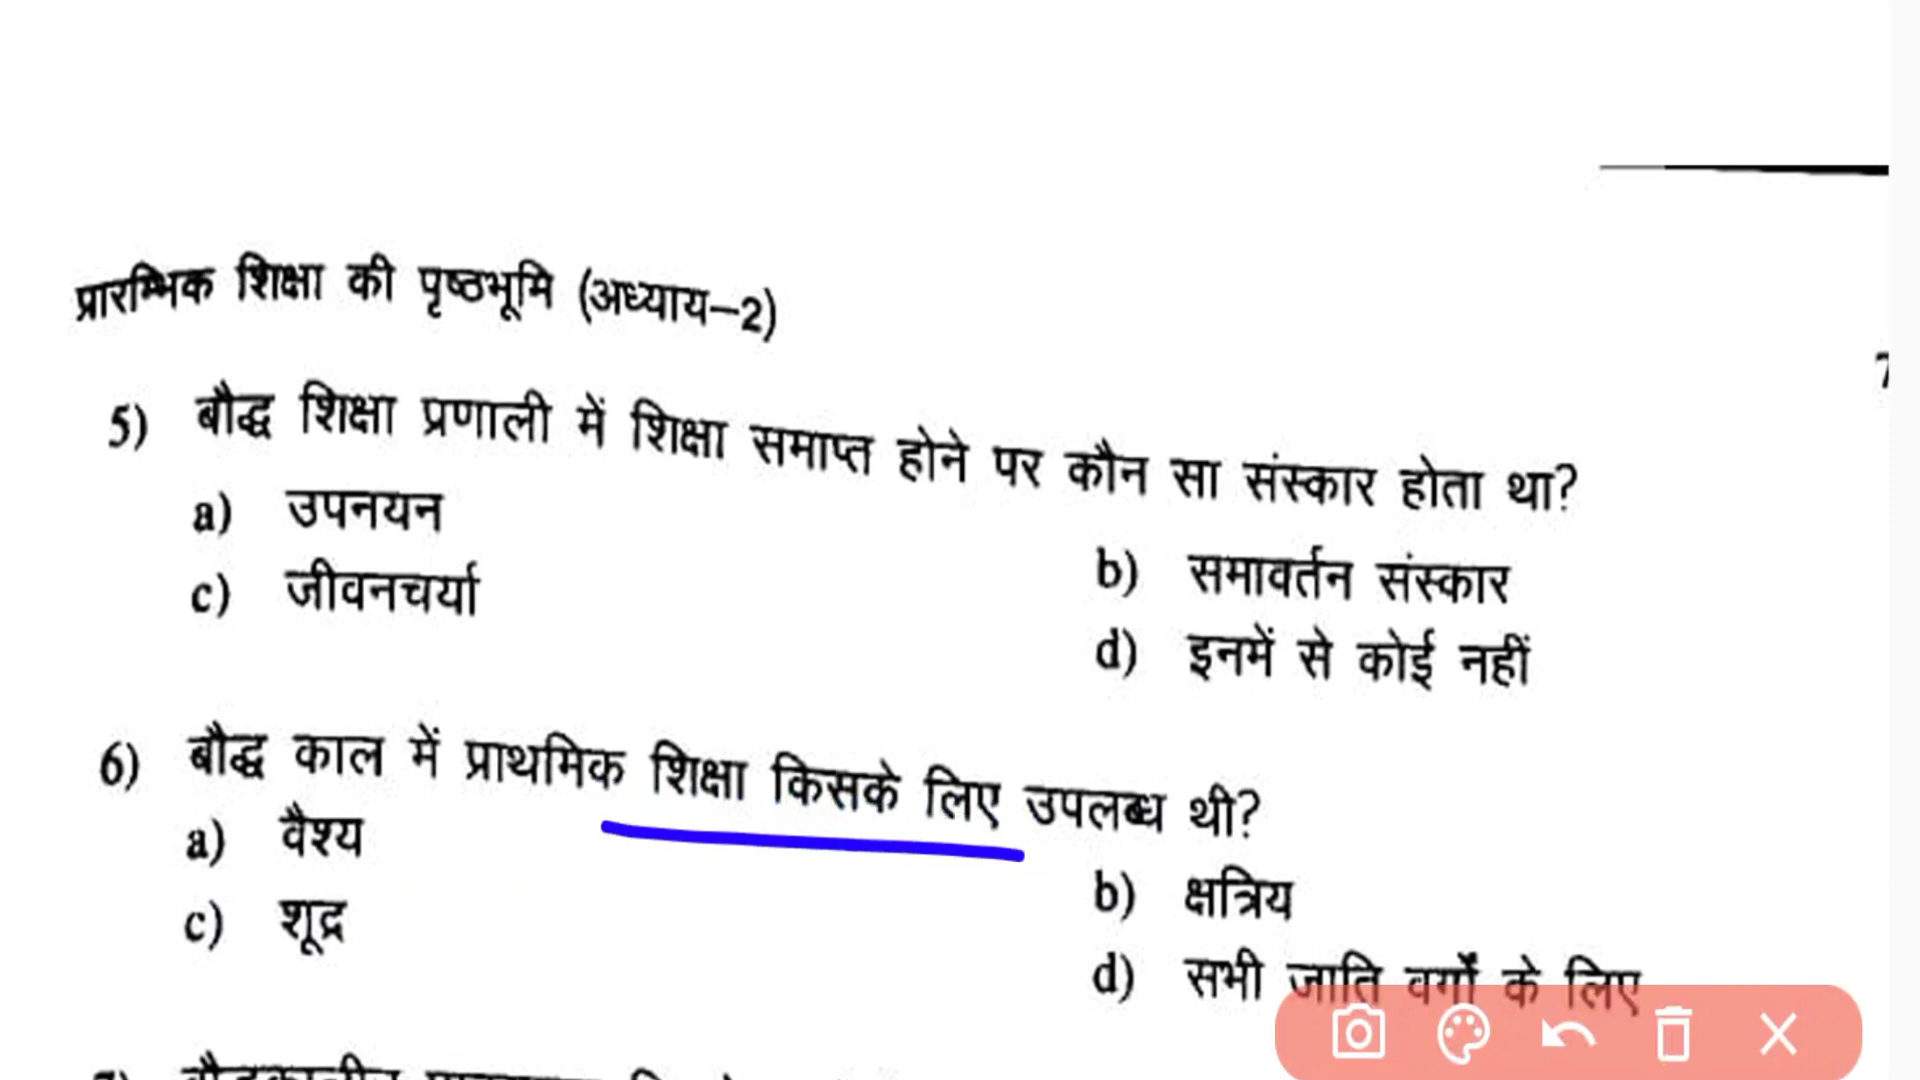 प्रारम्भिक शिक्षा की पृष्ठभूमि (अध्याय–2)
7
5) बौद्ध शिक्षा प्रणाली में शिक्षा समाप्त होने पर कौन सा संस्कार होता था?
a) उपनयन
b) समावर्तन संस्कार
c) जीवनचर्या
d) इनमें से कोई नहीं
6) बौद्ध काल में प्राथमिक शिक्षा किसके लिए उपलब्ध थी?
a) वैश्य
b) क्षत्रिय
c) शूद्र
d) सभी जाति वर्गों के लिए